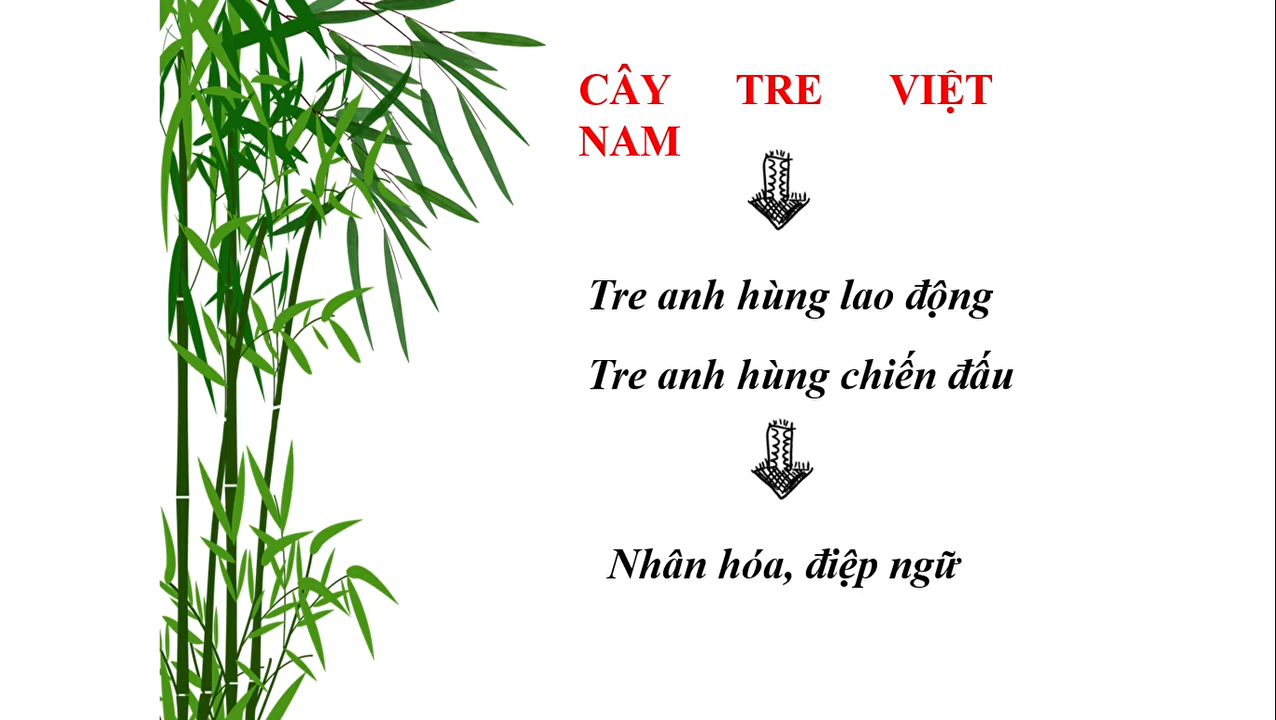 CÂY TRE VIỆT
NAM
Tre anh hùng lao động
Tre anh hùng chiến đấu
Nhân hóa, điệp ngữ